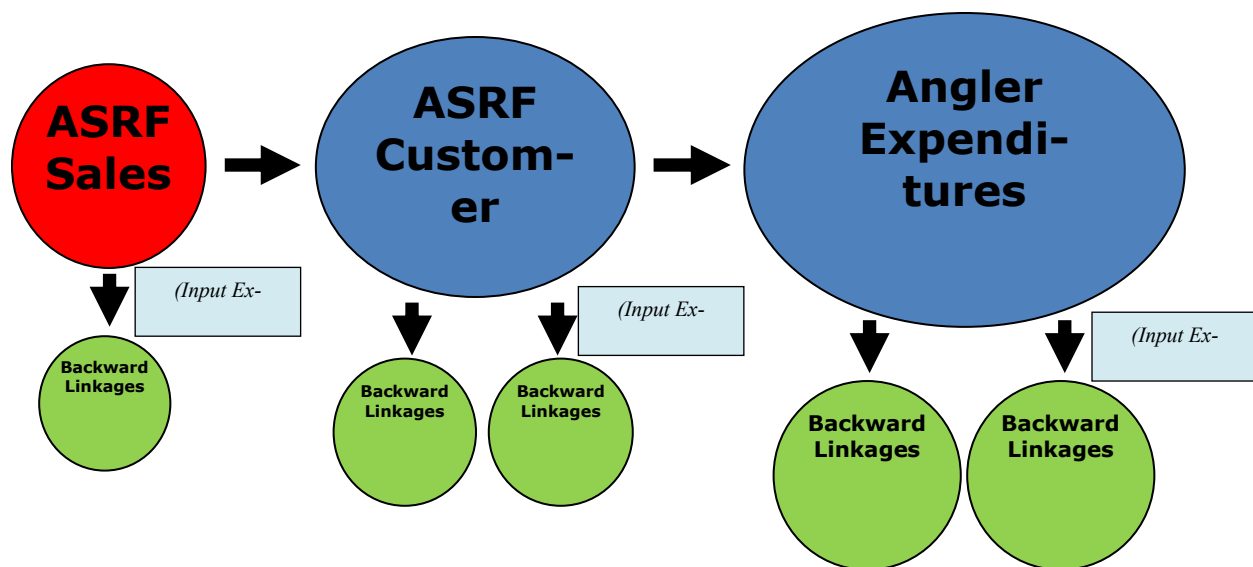 ASRF
Sales
ASRF
Custom-
er
Angler
Expendi-
tures
(Input Ex-
(Input Ex-
(Input Ex-
Backward
Linkages
Backward
Linkages
Backward
Linkages
Backward
Linkages
Backward
Linkages